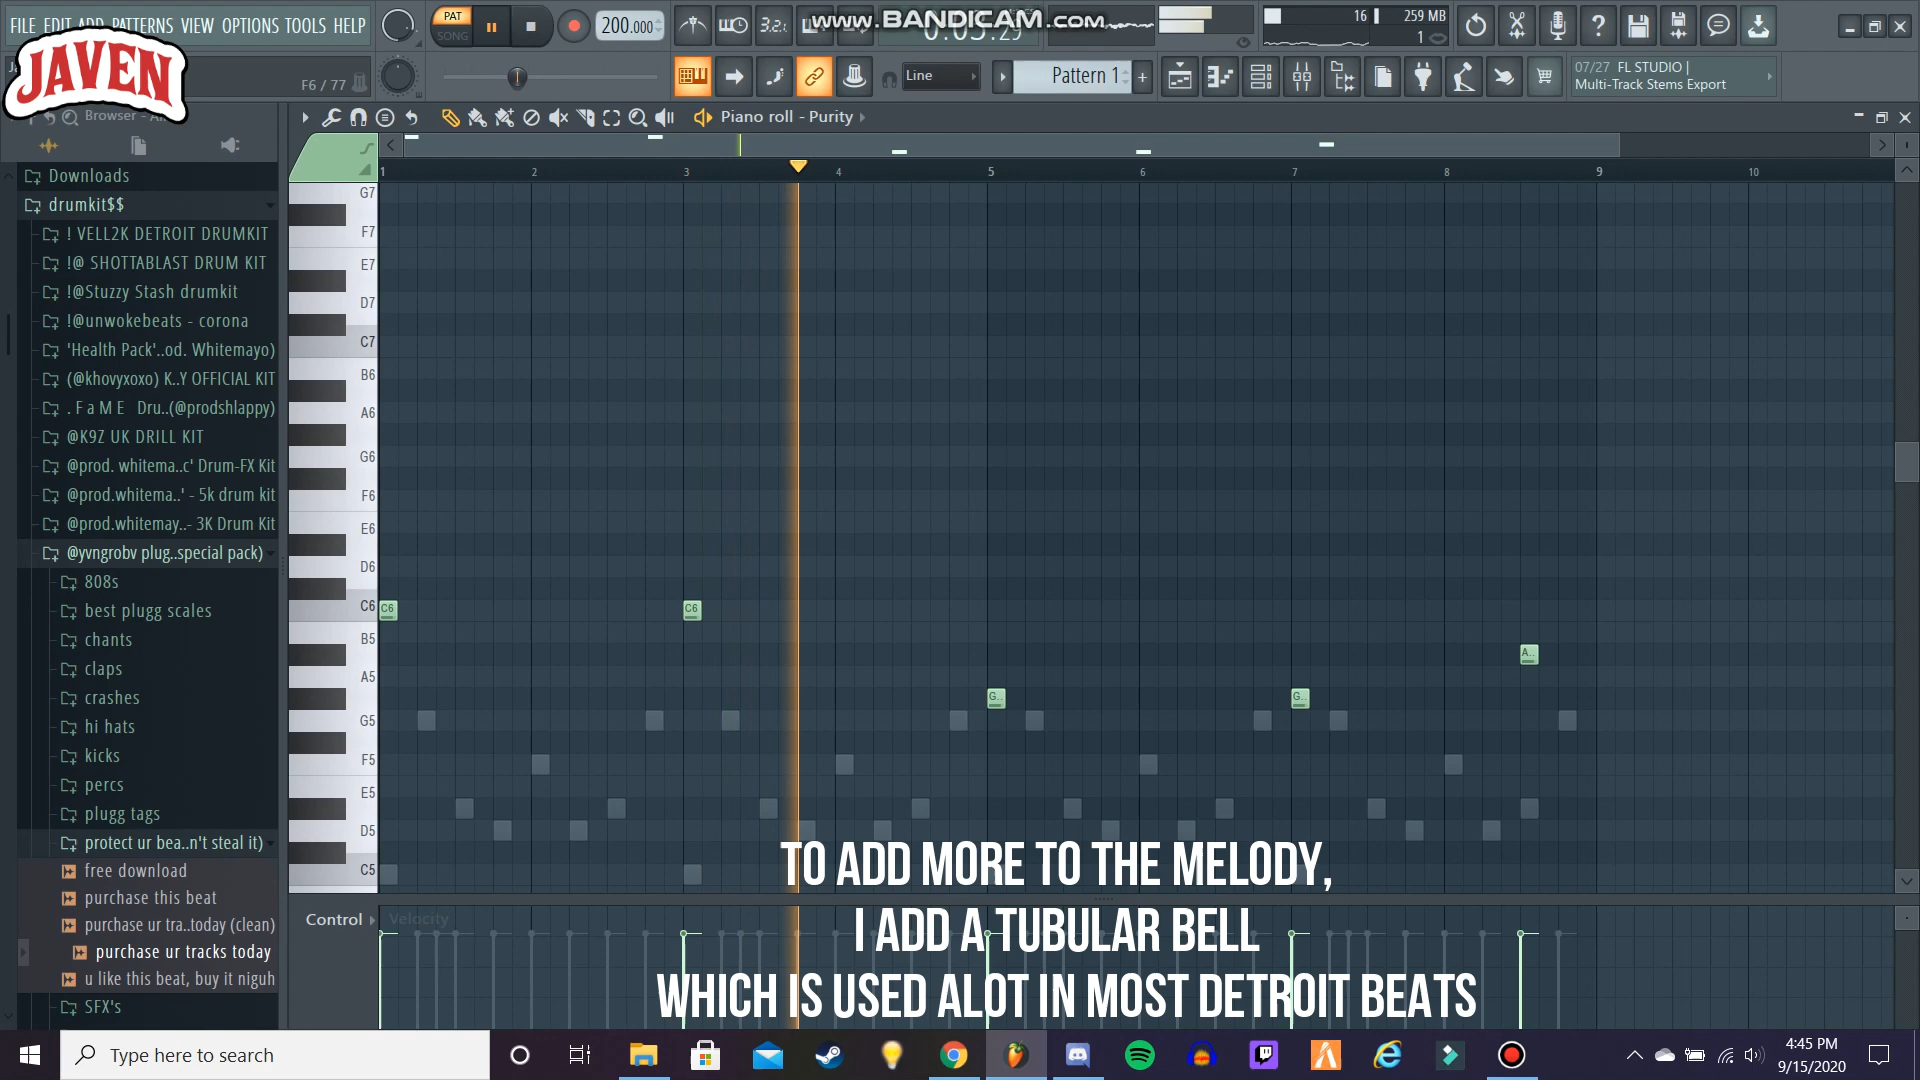 FILE EDIT ADD PATTERNS VIEW OPTIONS TOOLS HELP
PAT
SONG
200.000
3.2.
www.BANDICAM.com
0:03:29
16
259 MB
1
JAVEN
F6 / 77
Line
Pattern 1
07/27 FL STUDIO |
Multi-Track Stems Export
Browser - All
Piano roll - Purity
1 2 3 4 5 6 7 8 9 10
Downloads
drumkit$$
! VELL2K DETROIT DRUMKIT
!@ SHOTTABLAST DRUM KIT
!@Stuzzy Stash drumkit
!@unwokebeats - corona
'Health Pack'..od. Whitemayo)
(@khovyxoxo) K..Y OFFICIAL KIT
. F a M E Dru..(@prodshlappy)
@K9Z UK DRILL KIT
@prod. whitema..c' Drum-FX Kit
@prod.whitema..' - 5k drum kit
@prod.whitemay..- 3K Drum Kit
@yvngrobv plug..special pack)
808s
best plugg scales
chants
claps
crashes
hi hats
kicks
percs
plugg tags
protect ur bea..n't steal it)
free download
purchase this beat
purchase ur tra..today (clean)
purchase ur tracks today
u like this beat, buy it niguh
SFX's
G7
F7
E7
D7
C7
B6
A6
G6
F6
E6
D6
C6
B5
A5
G5
F5
E5
D5
C5
C6
C6
G..
G..
A..
Control
Velocity
TO ADD MORE TO THE MELODY,
I ADD A TUBULAR BELL
WHICH IS USED ALOT IN MOST DETROIT BEATS
Type here to search
4:45 PM
9/15/2020